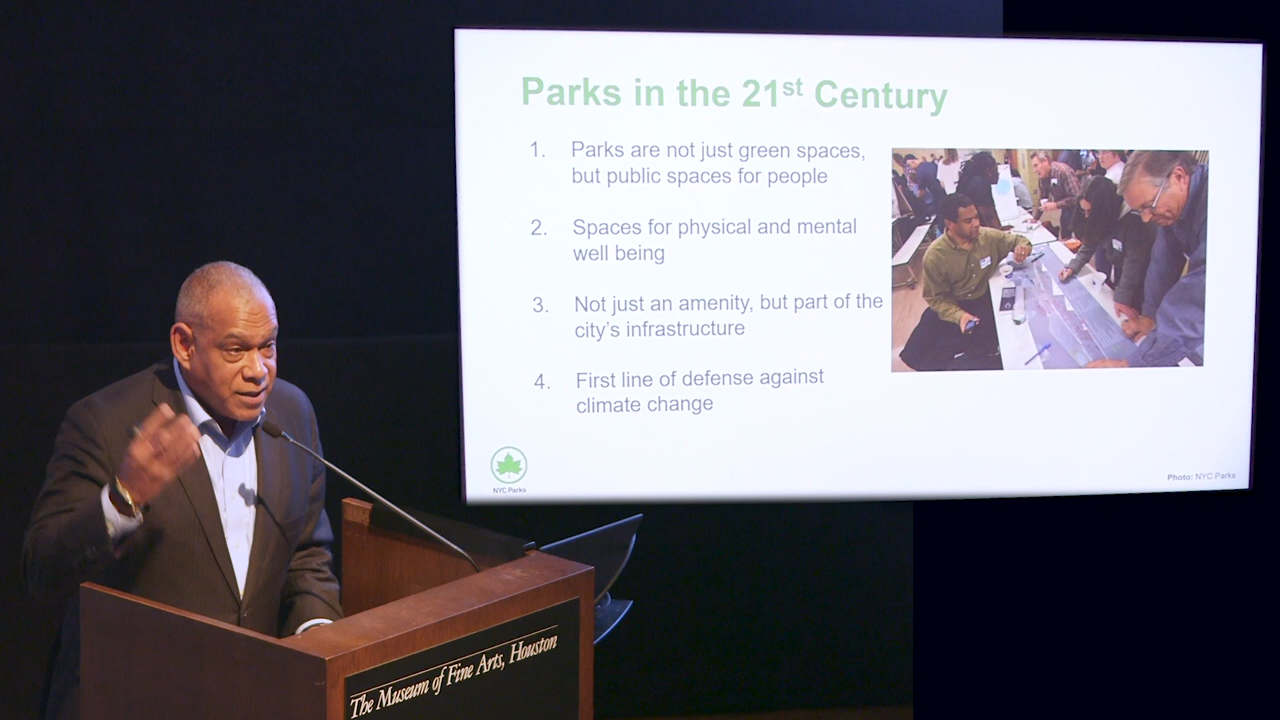 Parks in the 21st Century
1. Parks are not just green spaces,
but public spaces for people
2. Spaces for physical and mental
well being
3. Not just an amenity, but part of the
city's infrastructure
4. First line of defense against
climate change
NYC Parks
Photo: NYC Parks
The Museum of Fine Arts, Houston